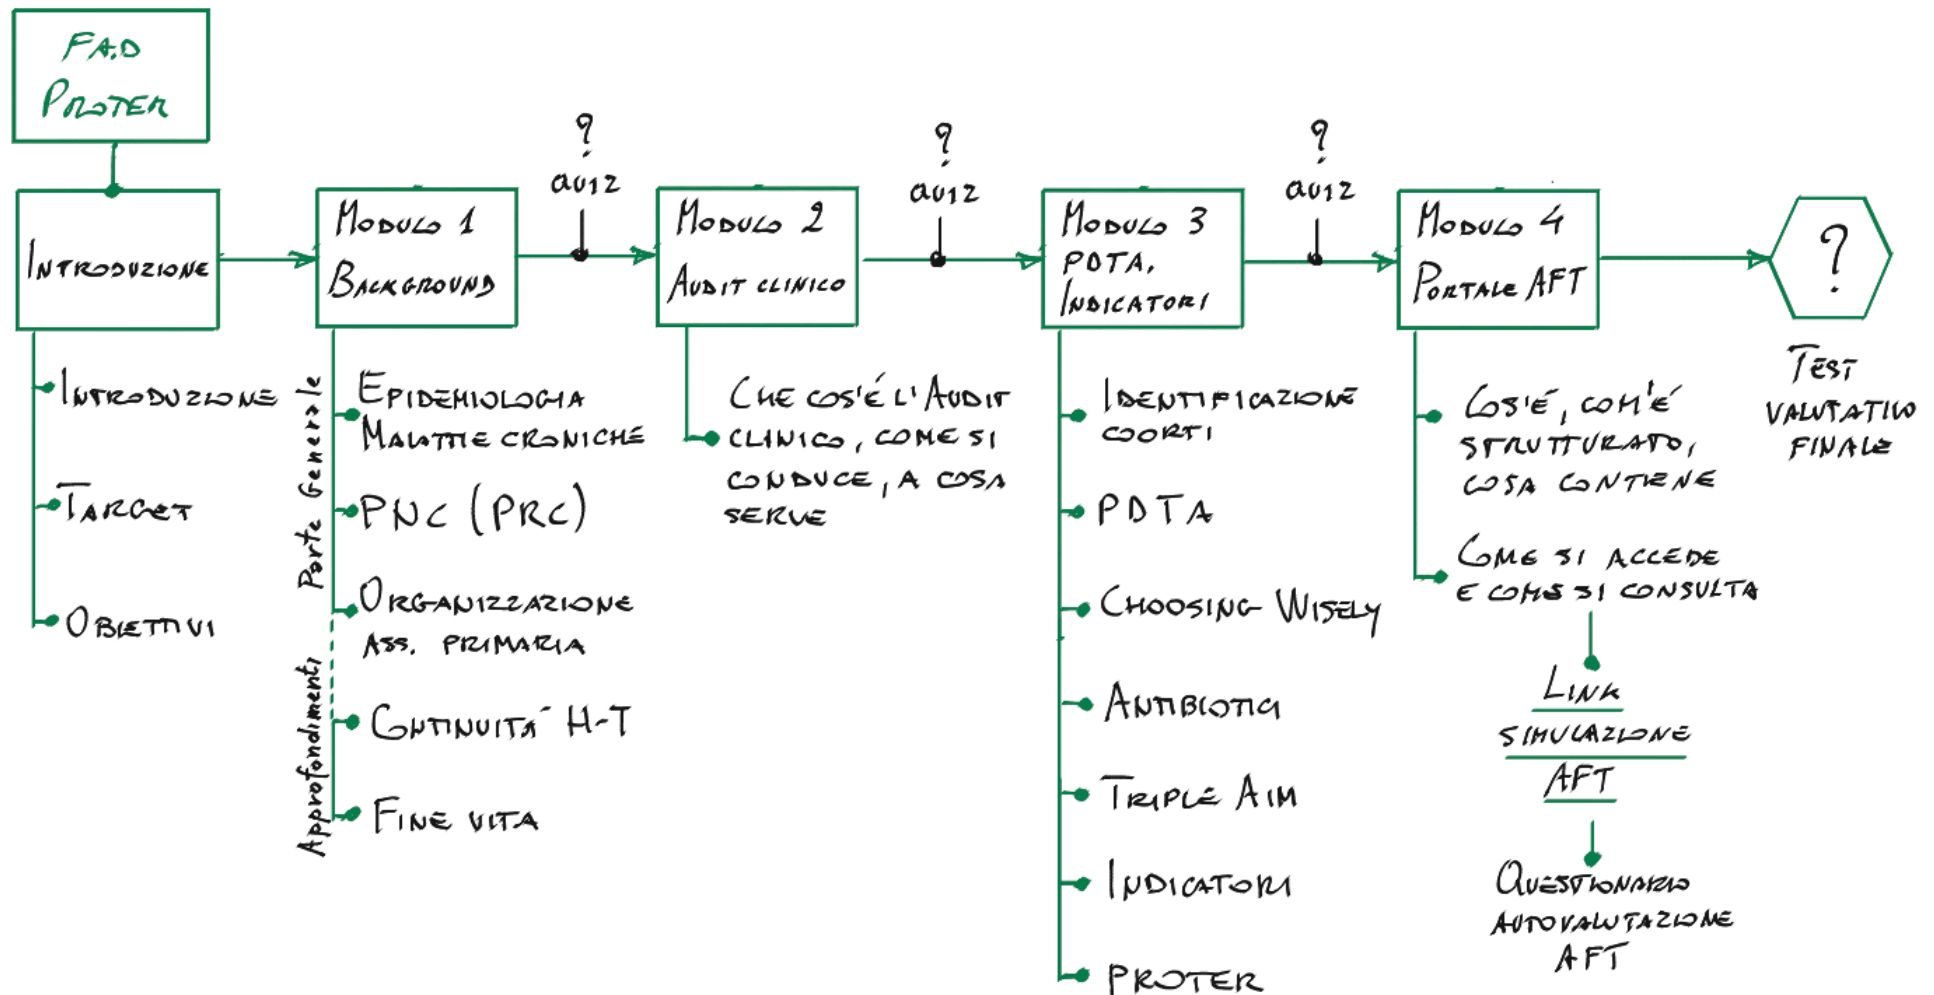 FA.D
PROTER
INTRODUZIONE
INTRODUZIONE
TARGET
OBIETTIVI
MODULO 1
BACKGROUND
Parte Generale
EPIDEMIOLOGIA
MALATTIE CRONICHE
PNC (PRC)
ORGANIZZAZIONE
ASS. PRIMARIA
Approfondimenti
CONTINUITÀ H-T
FINE VITA
?
QUIZ
MODULO 2
AUDIT CLINICO
CHE COS'É L'AUDIT
CLINICO, COME SI
CONDUCE, A COSA
SERVE
?
QUIZ
MODULO 3
PDTA,
INDICATORI
IDENTIFICAZIONE
COORTI
PDTA
CHOOSING WISELY
ANTIBIOTICI
TRIPLE AIM
INDICATORI
PROTER
?
QUIZ
MODULO 4
PORTALE AFT
COS'É, COM'É
STRUTTURATO,
COSA CONTIENE
COME SI ACCEDE
E COME SI CONSULTA
LINK
SIMULAZIONE
AFT
QUESTIONARIO
AUTOVALUTAZIONE
AFT
?
TEST
VALUTATIVO
FINALE